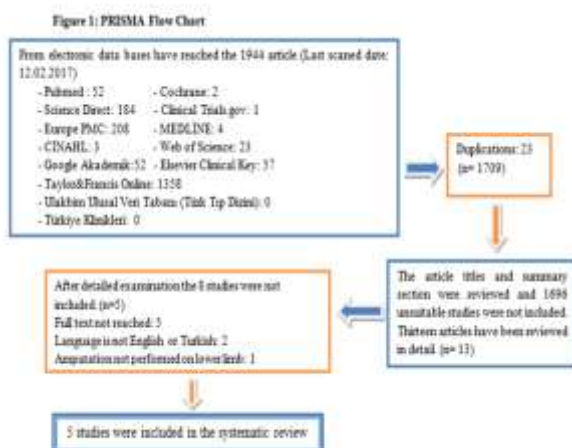 Figure 1: PRISMA Flow Chart
From electronic data bases have reached the 1944 article (Last scaned date:
12.02.2017)
- Pubmed : 52 - Cochrane: 2
- Science Direct: 184 - Clinical Trials.gov: 1
- Europe PMC: 208 - MEDLINE: 4
- CINAHL: 3 - Web of Science: 23
- Google Akademik:52 - Elsevier Clinical Key: 57
- Taylor&Francis Online: 1358
- Ulakbim Ulusal Veri Tabanı (Türk Tıp Dizini): 0
- Türkiye Klinikleri: 0
Duplications: 23
(n= 1709)
The article titles and summary
section were reviewed and 1696
unsuitable studies were not included.
Thirteen articles have been reviewed
in detail. (n= 13)
After detailed examination the 8 studies were not
included. (n=5)
Full text not reached: 5
Language is not English or Turkish: 2
Amputation not performed on lower limb: 1
5 studies were included in the systematic review